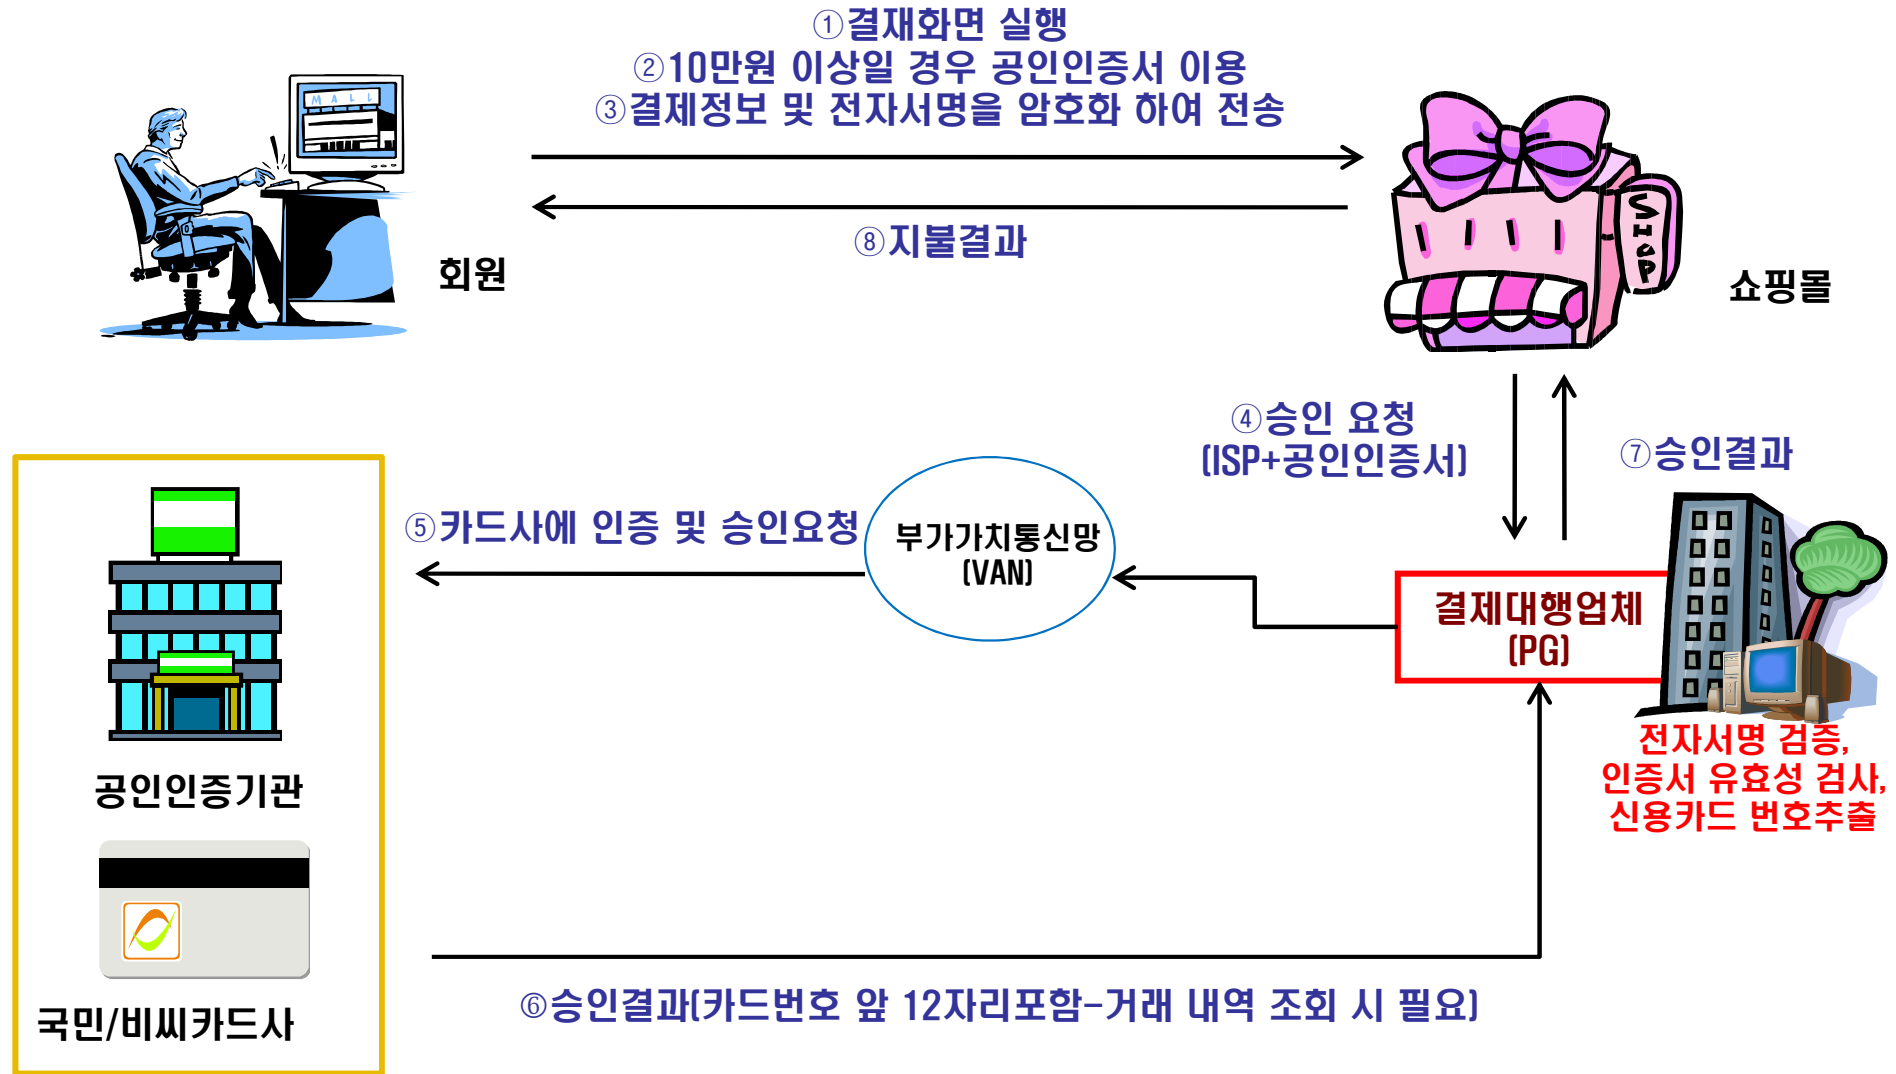 ①결재화면 실행
②10만원 이상일 경우 공인인증서 이용
③결제정보 및 전자서명을 암호화 하여 전송
MALL
⑧지불결과
회원
SHOP
쇼핑몰
④승인 요청
(ISP+공인인증서)
⑦승인결과
⑤카드사에 인증 및 승인요청
부가가치통신망
(VAN)
결제대행업체
(PG)
전자서명 검증,
인증서 유효성 검사,
신용카드 번호추출
공인인증기관
국민/비씨카드사
⑥승인결과(카드번호 앞 12자리포함-거래 내역 조회 시 필요)